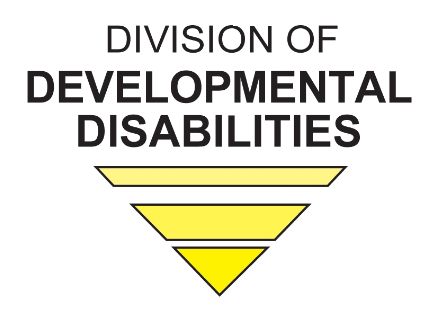 DIVISION OF
DEVELOPMENTAL
DISABILITIES